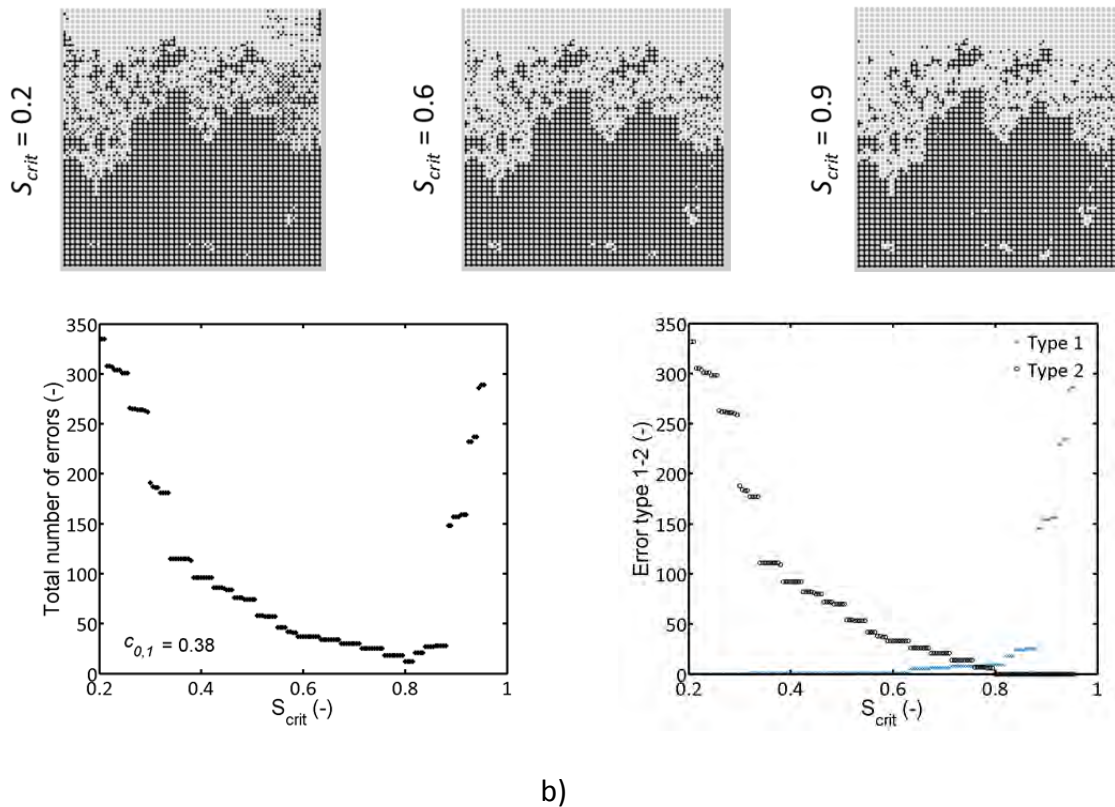 S_crit = 0.2
S_crit = 0.6
S_crit = 0.9
350
300
250
200
150
100
50
0
Total number of errors (-)
c_0,1 = 0.38
0.2
0.4
0.6
0.8
1
S_crit (-)
350
300
250
200
150
100
50
0
Error type 1-2 (-)
Type 1
Type 2
0.2
0.4
0.6
0.8
1
S_crit (-)
b)